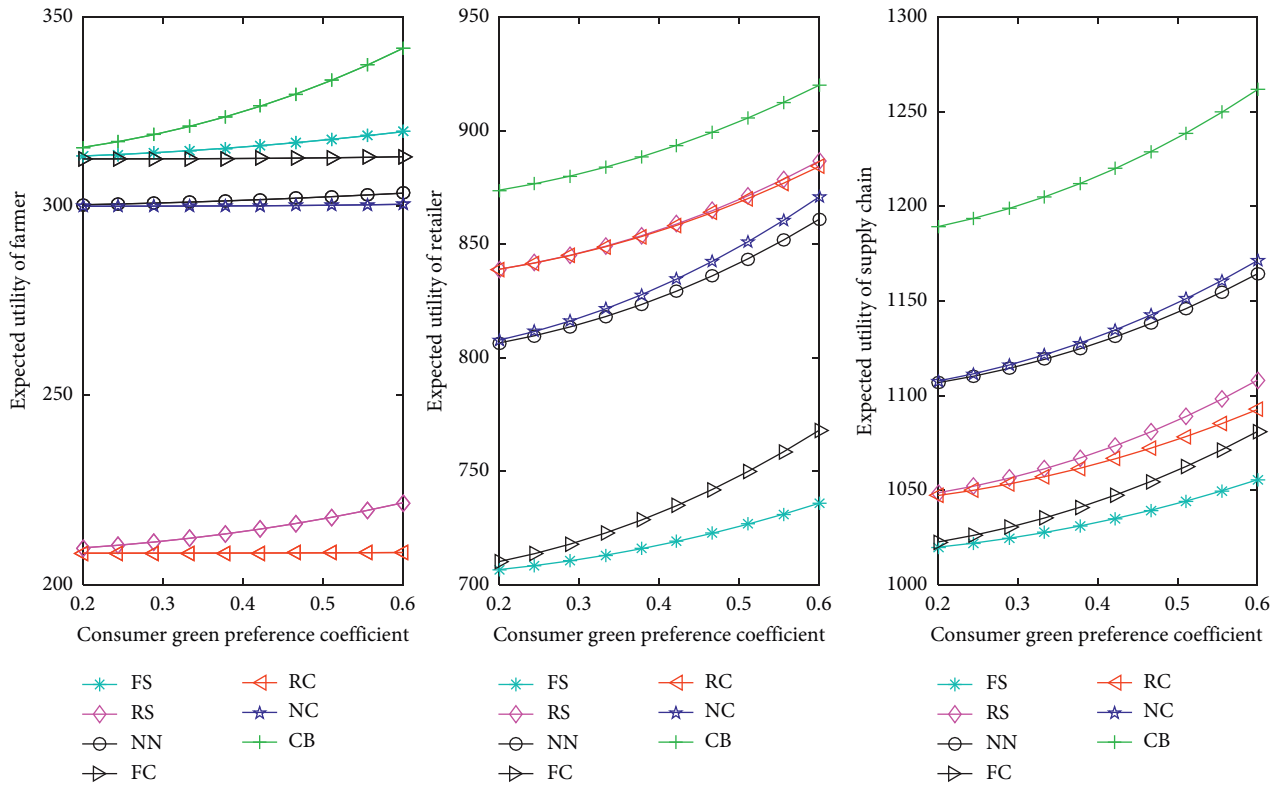 350
300
250
200
Expected utility of farmer
0.2 0.3 0.4 0.5 0.6
Consumer green preference coefficient
FS
RS
NN
FC
RC
NC
CB
950
900
850
800
750
700
Expected utility of retailer
0.2 0.3 0.4 0.5 0.6
Consumer green preference coefficient
FS
RS
NN
FC
RC
NC
CB
1300
1250
1200
1150
1100
1050
1000
Expected utility of supply chain
0.2 0.3 0.4 0.5 0.6
Consumer green preference coefficient
FS
RS
NN
FC
RC
NC
CB